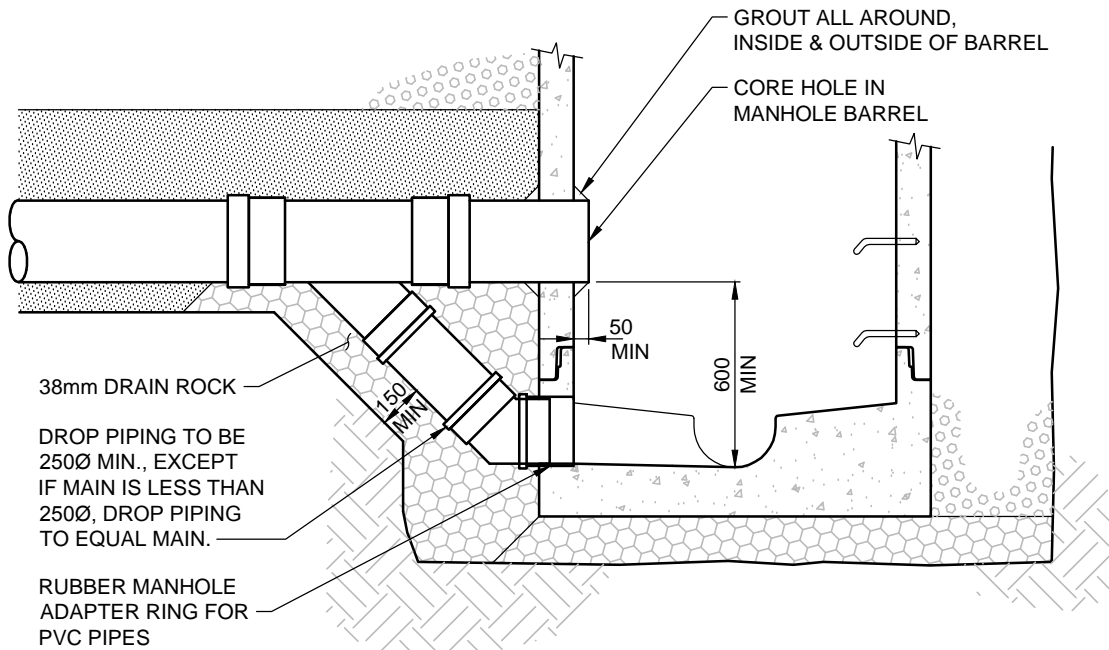 GROUT ALL AROUND,
INSIDE & OUTSIDE OF BARREL
CORE HOLE IN
MANHOLE BARREL
50
MIN
600
MIN
150
MIN
38mm DRAIN ROCK
DROP PIPING TO BE
250Ø MIN., EXCEPT
IF MAIN IS LESS THAN
250Ø, DROP PIPING
TO EQUAL MAIN.
RUBBER MANHOLE
ADAPTER RING FOR
PVC PIPES